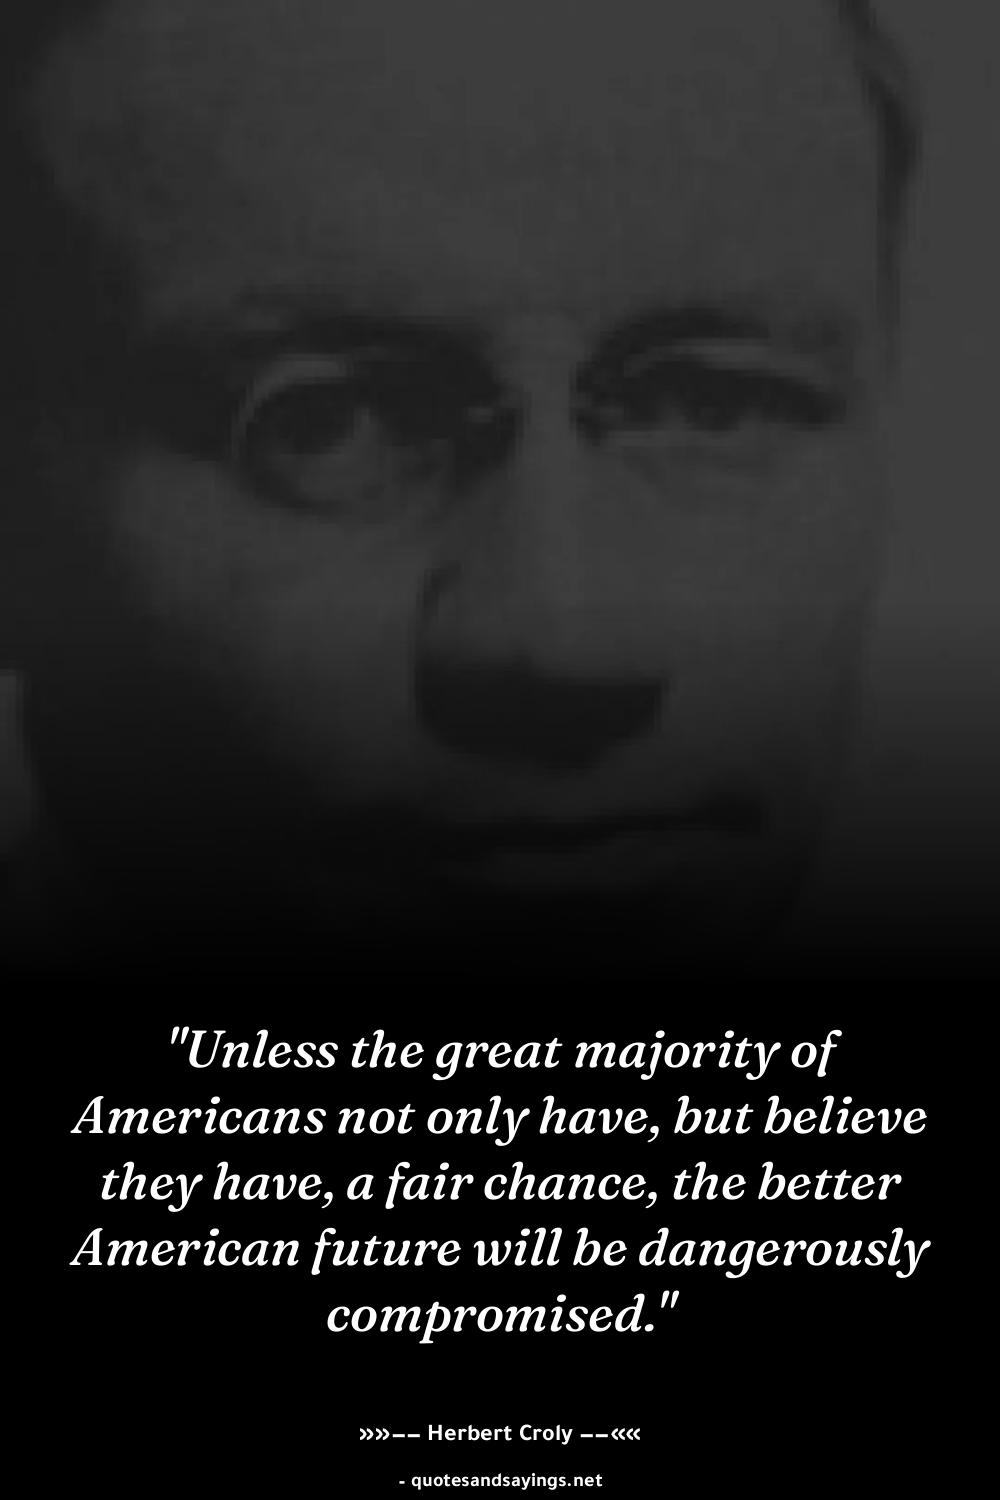 "Unless the great majority of
Americans not only have, but believe
they have, a fair chance, the better
American future will be dangerously
compromised."
»»–– Herbert Croly ––««
- quotesandsayings.net